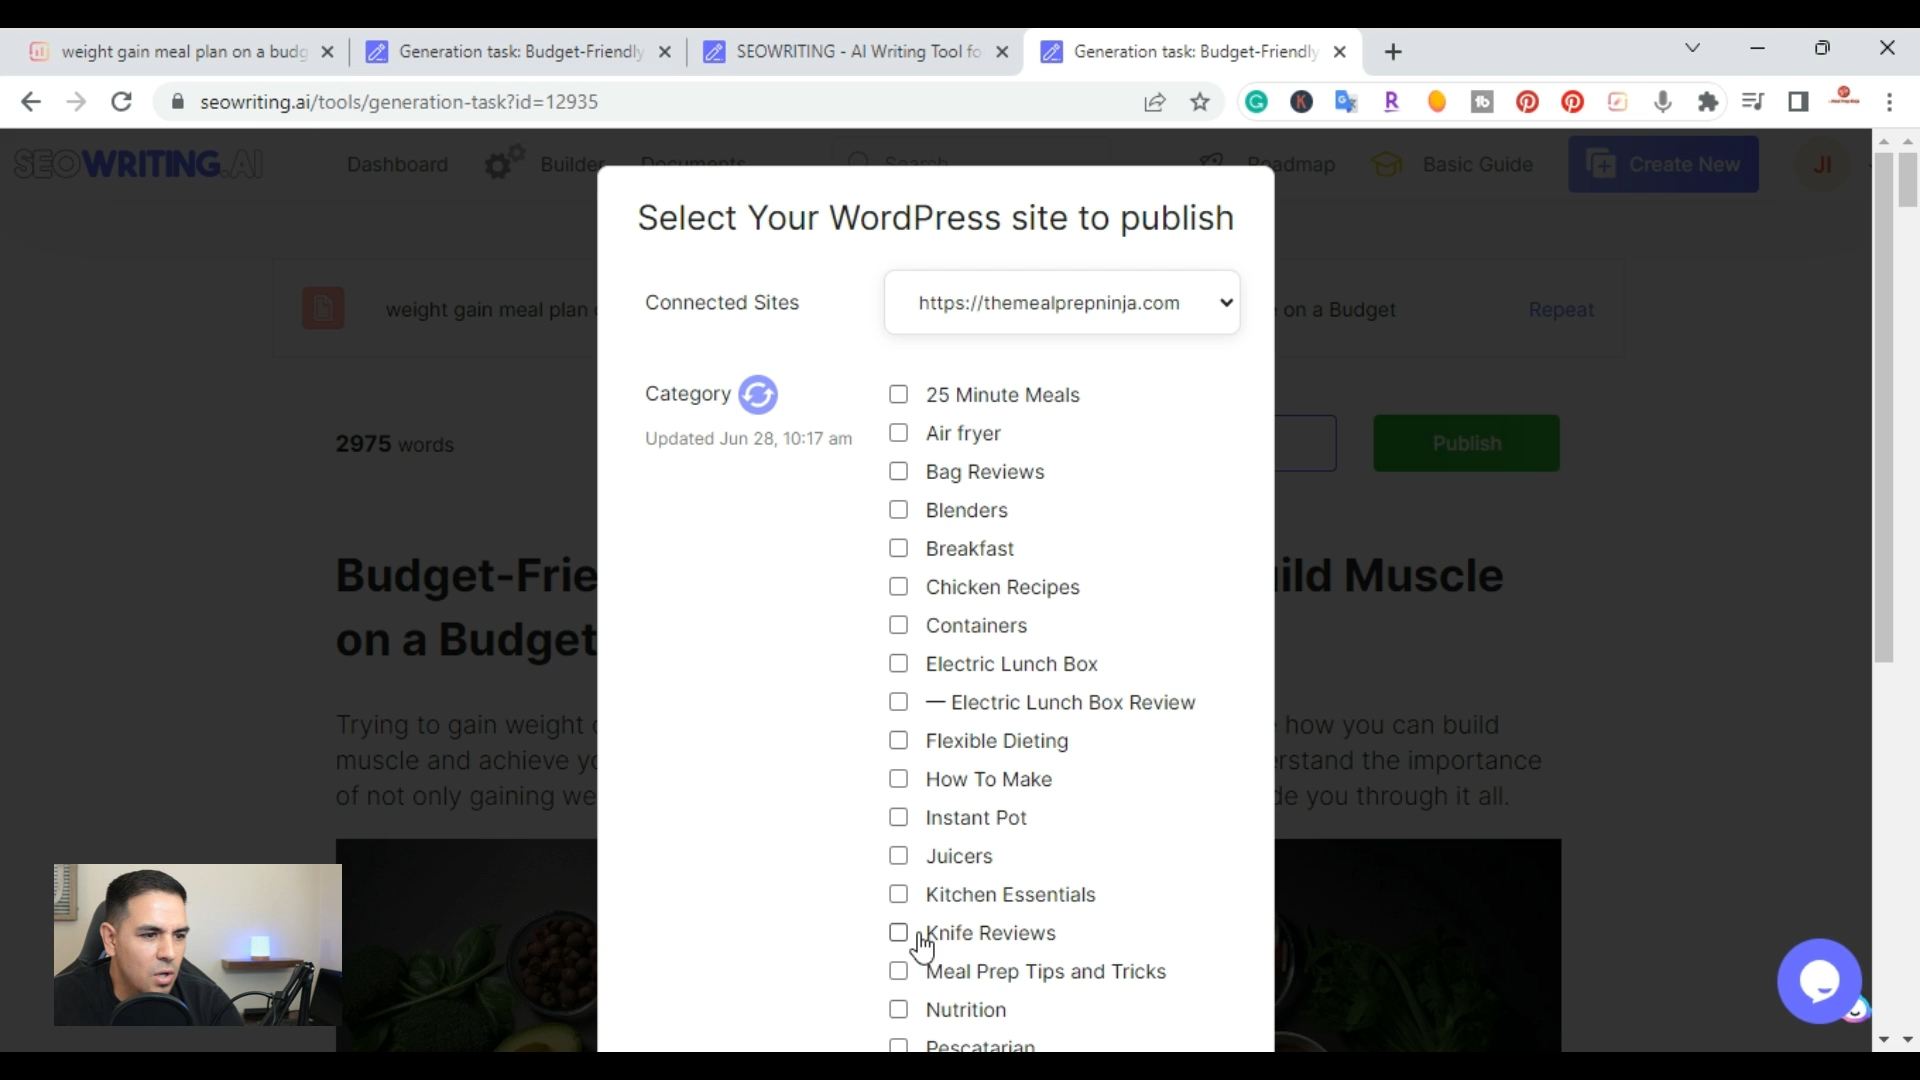 weight gain meal plan on a budg
Generation task: Budget-Friendly
SEOWRITING - AI Writing Tool fo
Generation task: Budget-Friendly
seowriting.ai/tools/generation-task?id=12935
SEOWRITING.AI
Dashboard
Builder
Documents
Search
Roadmap
Basic Guide
Create New
JI
Select Your WordPress site to publish
Connected Sites
https://themealprepninja.com
weight gain meal plan
on a Budget
Repeat
Category
Updated Jun 28, 10:17 am
2975 words
Publish
25 Minute Meals
Air fryer
Bag Reviews
Blenders
Breakfast
Chicken Recipes
Containers
Electric Lunch Box
— Electric Lunch Box Review
Flexible Dieting
How To Make
Instant Pot
Juicers
Kitchen Essentials
Knife Reviews
Meal Prep Tips and Tricks
Nutrition
Pescatarian
Budget-Frie
ild Muscle
on a Budget
Trying to gain weight
how you can build
muscle and achieve yo
erstand the importance
of not only gaining we
de you through it all.